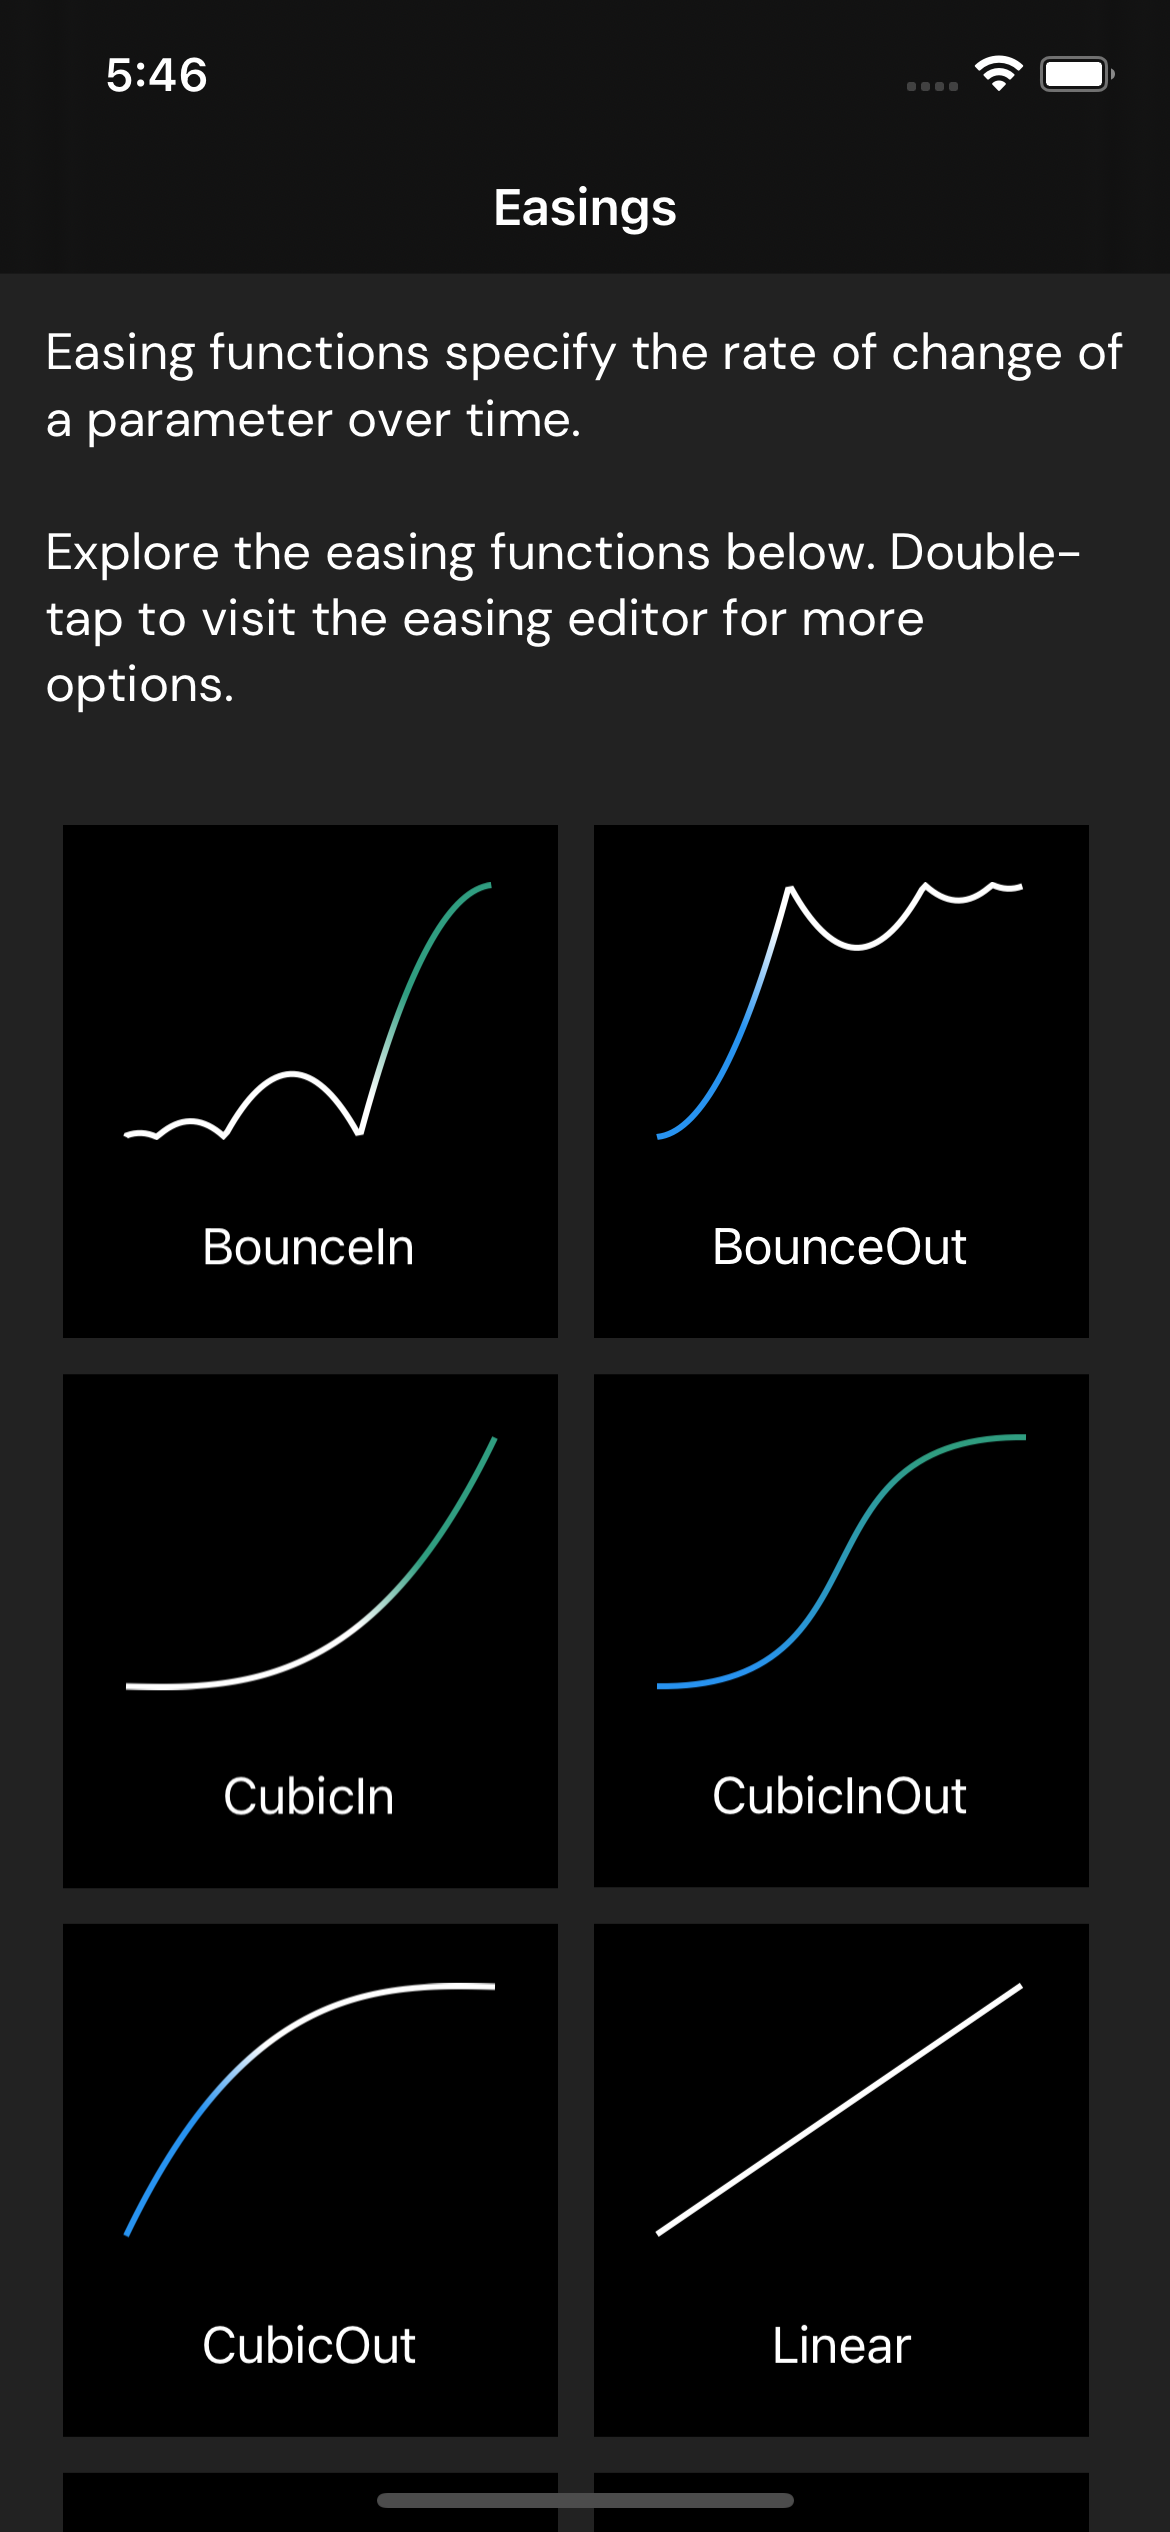 5:46
Easings
Easing functions specify the rate of change of
a parameter over time.
Explore the easing functions below. Double-
tap to visit the easing editor for more
options.
BounceIn
BounceOut
CubicIn
CubicInOut
CubicOut
Linear